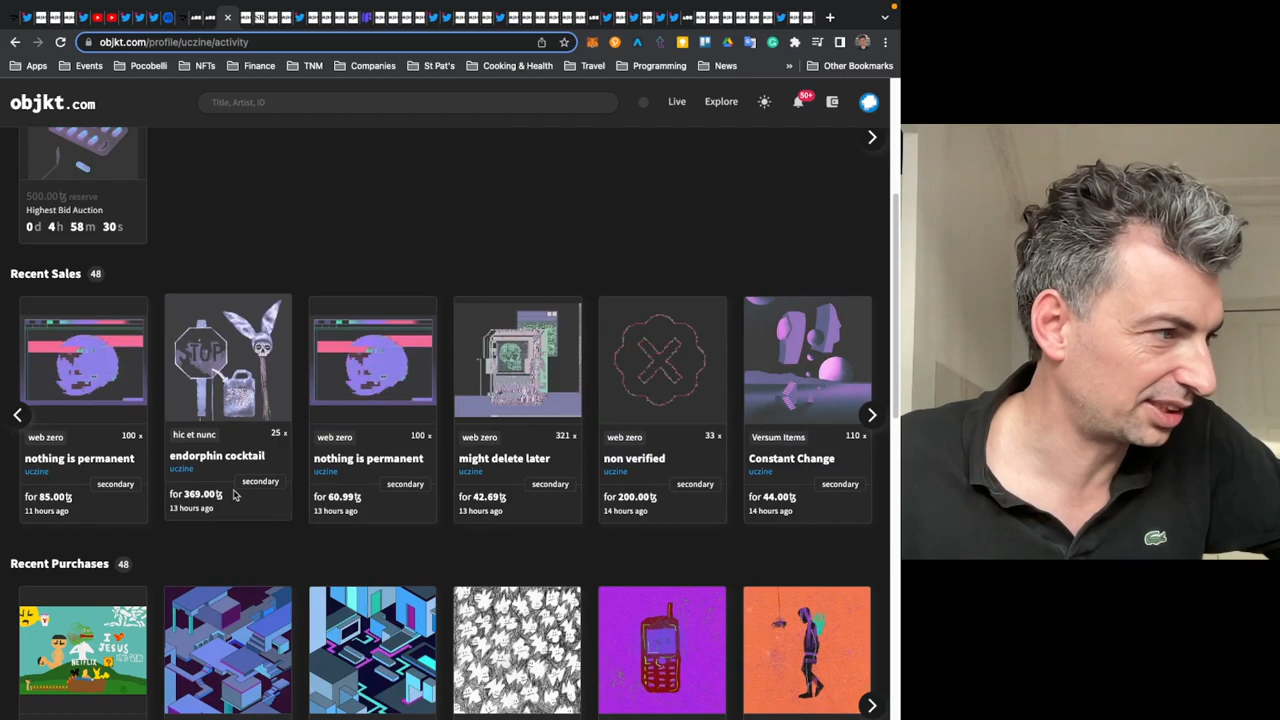 objkt.com/profile/uczine/activity
Apps Events Pocobelli NFTs Finance TNM Companies St Pat's Cooking & Health Travel Programming News » Other Bookmarks
objkt.com
Title, Artist, ID
Live Explore 50+
500.00ꜩ reserve
Highest Bid Auction
0d 4h 58m 30s
Recent Sales 48
STOP
web zero 100 x
nothing is permanent
uczine
secondary
for 85.00ꜩ
11 hours ago
hic et nunc 25 x
endorphin cocktail
uczine
secondary
for 369.00ꜩ
13 hours ago
web zero 100 x
nothing is permanent
uczine
secondary
for 60.99ꜩ
13 hours ago
web zero 321 x
might delete later
uczine
secondary
for 42.69ꜩ
13 hours ago
web zero 33 x
non verified
uczine
secondary
for 200.00ꜩ
14 hours ago
Versum Items 110 x
Constant Change
uczine
secondary
for 44.00ꜩ
14 hours ago
Recent Purchases 48
I ♥
JESUS
NETFLIX